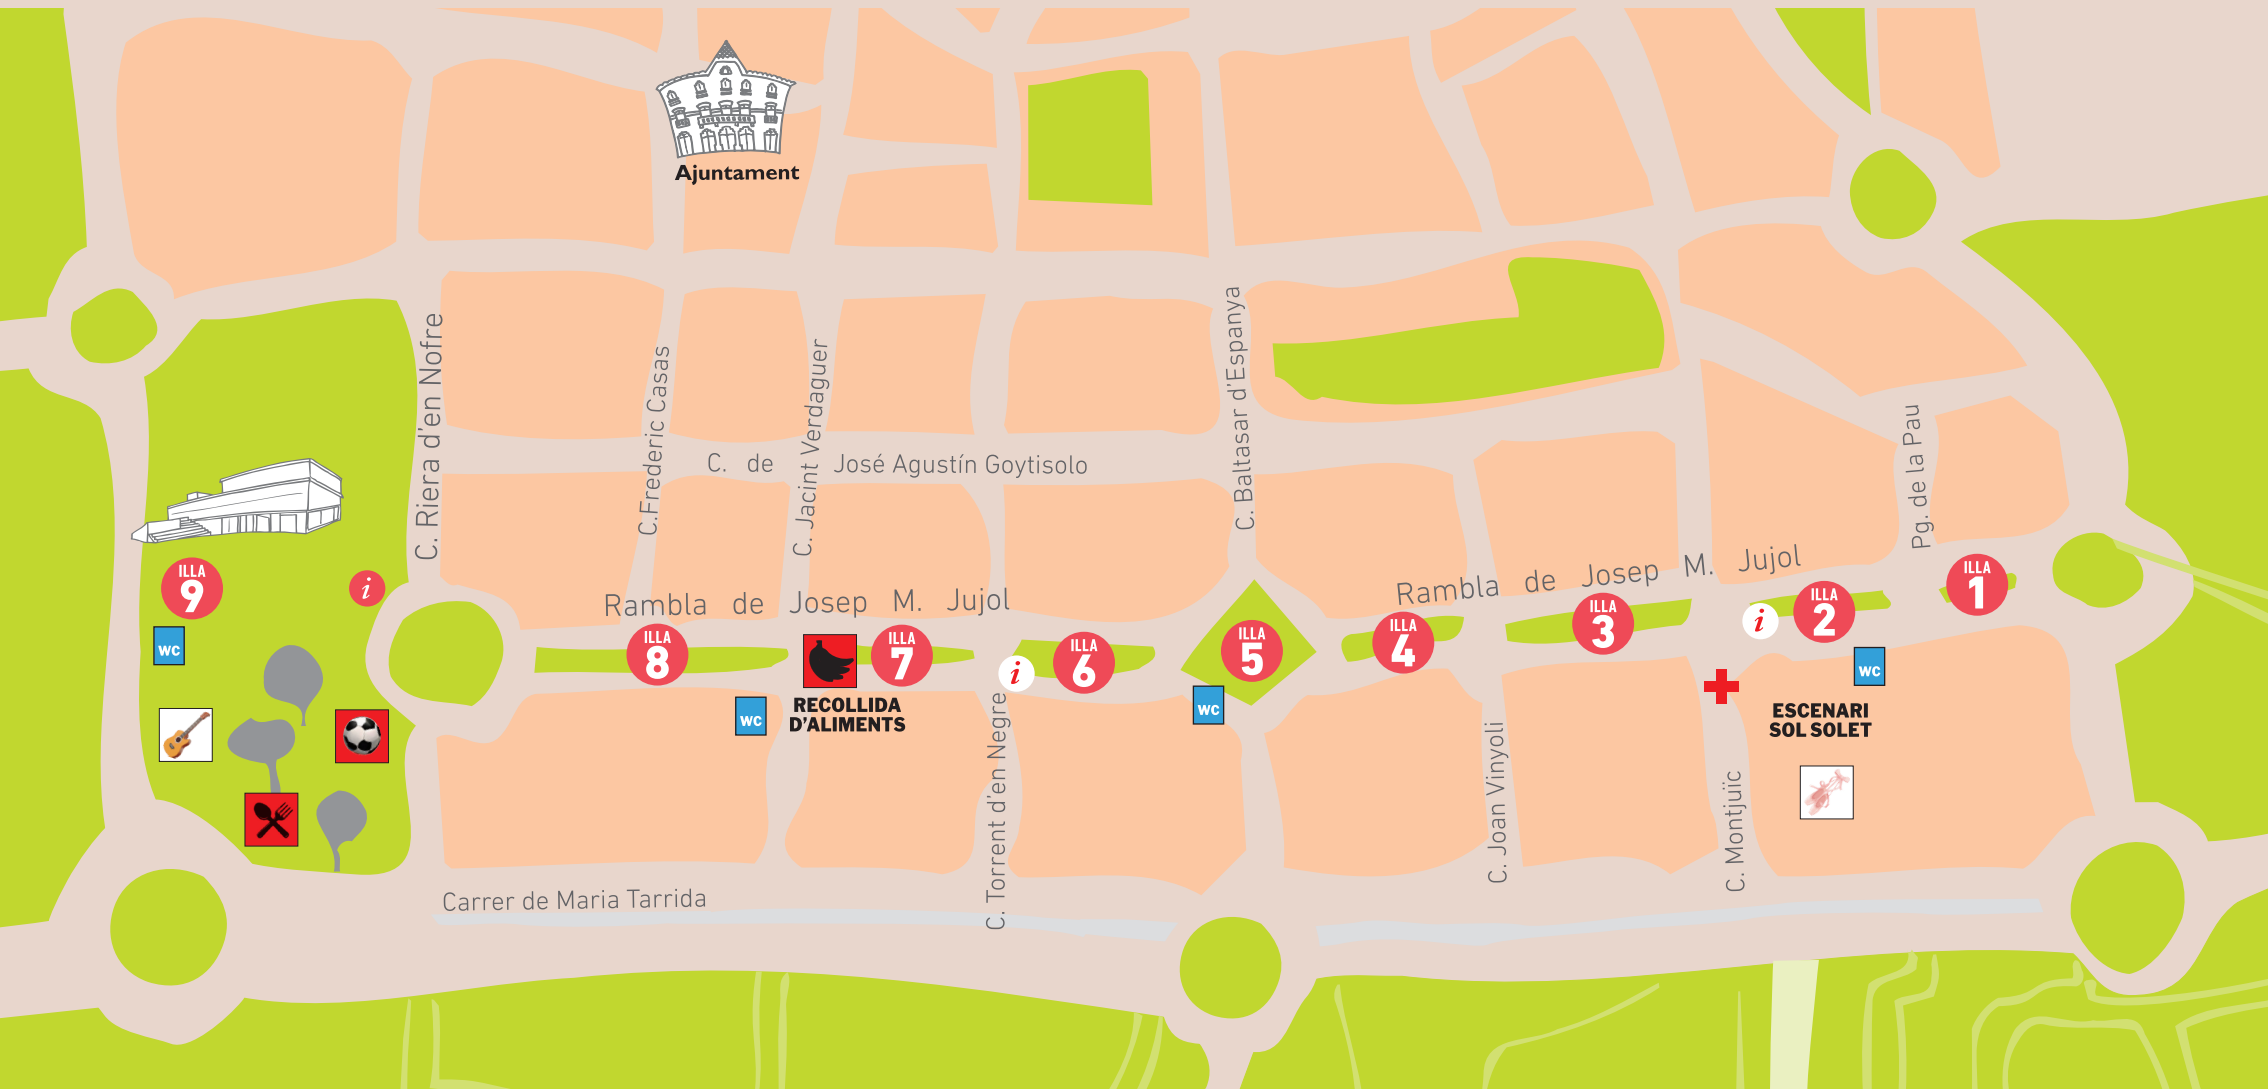 Ajuntament
C. Riera d'en Nofre
C.Frederic Casas
C. Jacint Verdaguer
C. de José Agustín Goytisolo
C. Baltasar d'Espanya
Pg. de la Pau
Rambla de Josep M. Jujol
Rambla de Josep M. Jujol
ILLA
9
i
wc
ILLA
8
ILLA
7
i
ILLA
6
ILLA
5
ILLA
4
ILLA
3
i
ILLA
2
ILLA
1
wc
RECOLLIDA
D'ALIMENTS
wc
wc
ESCENARI
SOL SOLET
C. Torrent d'en Negre
C. Joan Vinyoli
C. Montjuïc
Carrer de Maria Tarrida